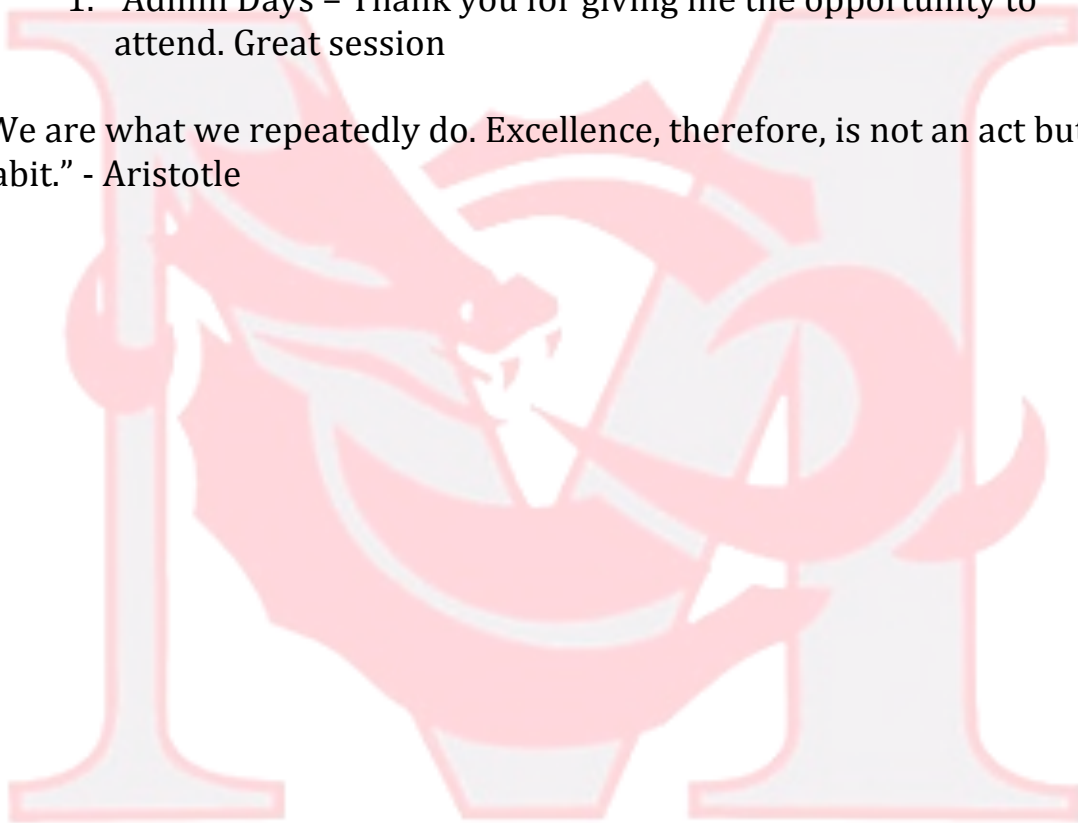 1. Admin Days – Thank you for giving me the opportunity to
attend. Great session
We are what we repeatedly do. Excellence, therefore, is not an act but
abit.” - Aristotle